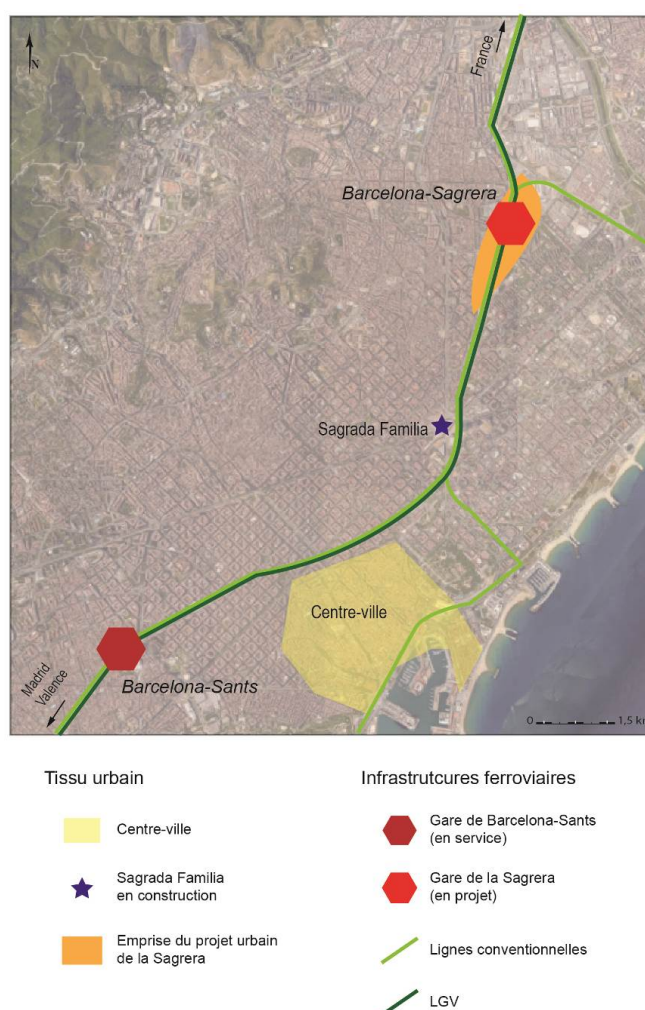 N
France
Barcelona-Sagrera
Sagrada Familia
Centre-ville
Barcelona-Sants
Madrid
Valence
0 1,5 km
Tissu urbain
Centre-ville
Sagrada Familia
en construction
Emprise du projet urbain
de la Sagrera
Infrastrutcures ferroviaires
Gare de Barcelona-Sants
(en service)
Gare de la Sagrera
(en projet)
Lignes conventionnelles
LGV